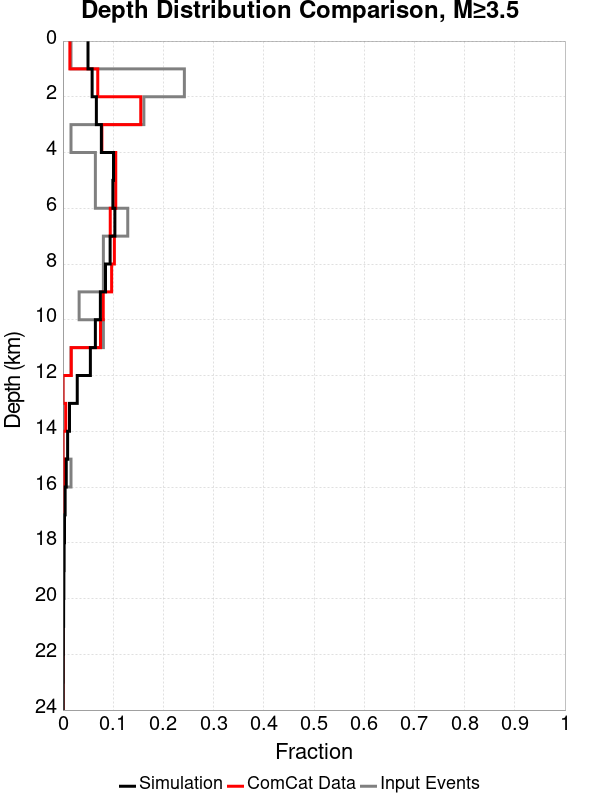 Depth Distribution Comparison, M≥3.5
0
2
4
6
8
10
12
14
16
18
20
22
24
Depth (km)
0 0.1 0.2 0.3 0.4 0.5 0.6 0.7 0.8 0.9 1
Fraction
Simulation ComCat Data Input Events